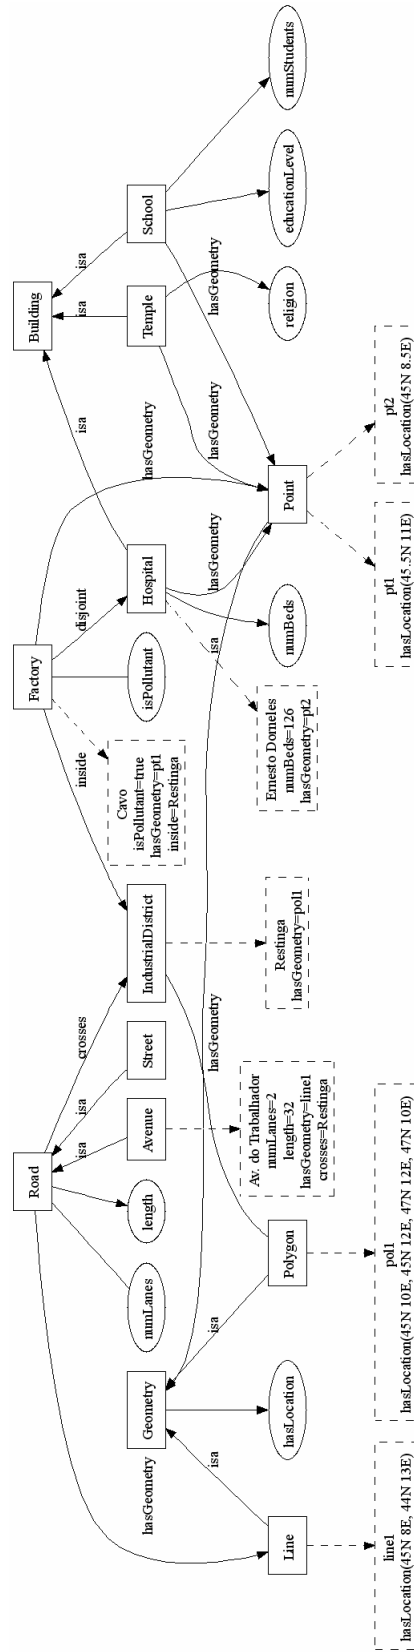 Road
Factory
Building
hasGeometry
numLanes
length
isa
isa
crosses
inside
disjoint
isa
hasGeometry
isa
isa
Geometry
Avenue
Street
IndustrialDistrict
Cavo
isPollutant=true
hasGeometry=pt1
inside=Restinga
isPollutant
Hospital
Temple
School
isa
isa
hasGeometry
isa
hasGeometry
hasGeometry
hasGeometry
Line
hasLocation
Polygon
Av. do Trabalhador
numLanes=2
length=32
hasGeometry=line1
crosses=Restinga
Restinga
hasGeometry=pol1
Ernesto Dorneles
numBeds=126
hasGeometry=pt2
numBeds
Point
religion
educationLevel
numStudents
line1
hasLocation(45N 8E, 44N 13E)
pol1
hasLocation(45N 10E, 45N 12E, 47N 12E, 47N 10E)
pt1
hasLocation(45.5N 11E)
pt2
hasLocation(45N 8.5E)